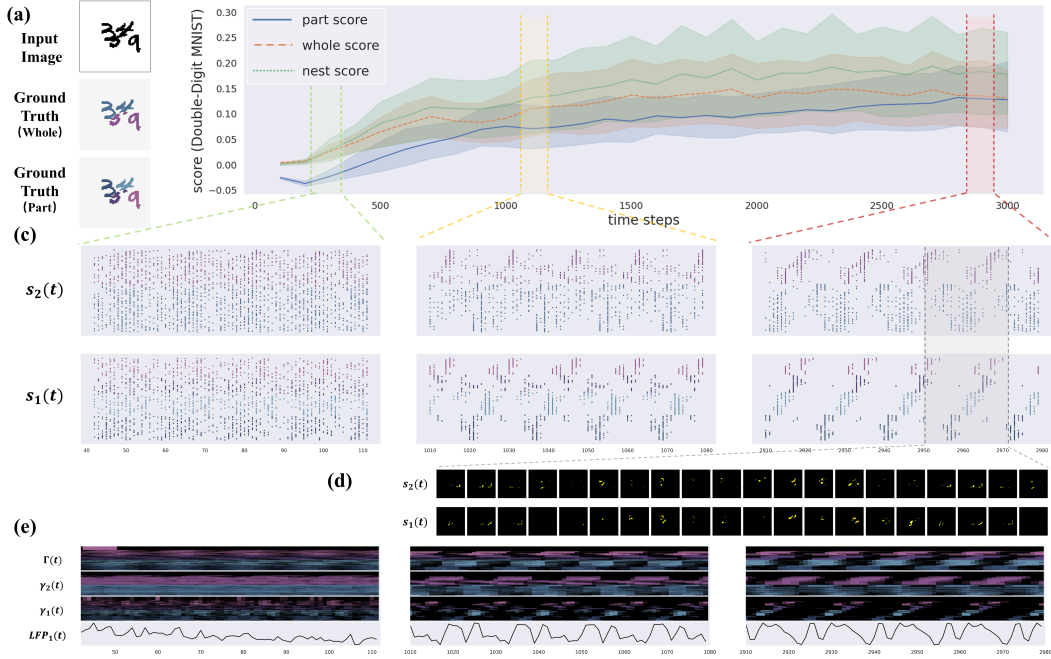 (a)
Input
Image
Ground
Truth
(Whole)
Ground
Truth
(Part)
score (Double-Digit MNIST)
0.30
0.25
0.20
0.15
0.10
0.05
0.00
−0.05
part score
whole score
nest score
0 500 1000 1500 2000 2500 3000
time steps
(c)
s₂(t)
s₁(t)
40 50 60 70 80 90 100 110
1010 1020 1030 1040 1050 1060 1070 1080
2910 2920 2930 2940 2950 2960 2970 2980
(d)
s₂(t)
s₁(t)
(e)
Γ(t)
γ₂(t)
γ₁(t)
LFP₁(t)
50 60 70 80 90 100 110
1010 1020 1030 1040 1050 1060 1070 1080
2910 2920 2930 2940 2950 2960 2970 2980